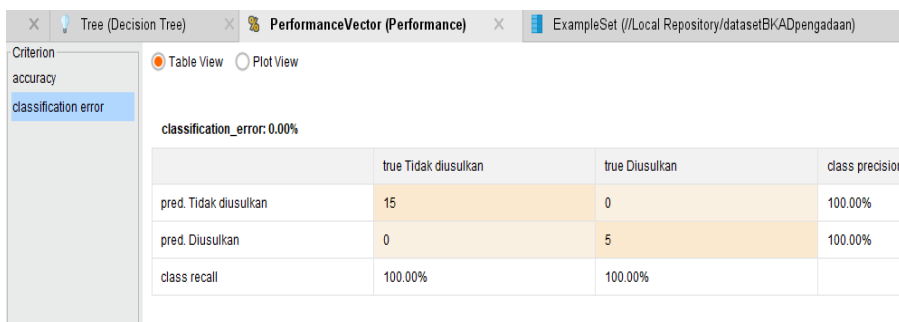 Tree (Decision Tree) % PerformanceVector (Performance) ExampleSet (//Local Repository/datasetBKADpengadaan)
Criterion
accuracy
classification error
Table View Plot View
classification_error: 0.00%
true Tidak diusulkan true Diusulkan class precision
pred. Tidak diusulkan 15 0 100.00%
pred. Diusulkan 0 5 100.00%
class recall 100.00% 100.00%